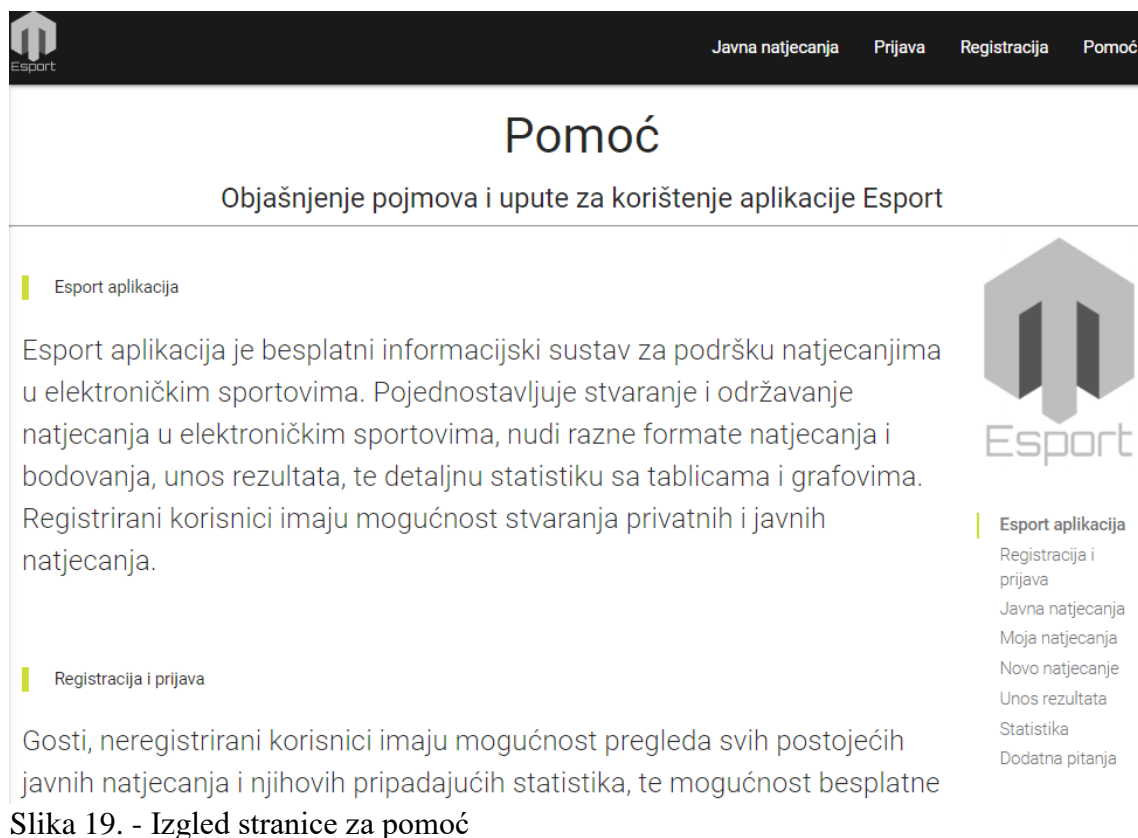 Esport
Javna natjecanja Prijava Registracija Pomoć
Pomoć
Objašnjenje pojmova i upute za korištenje aplikacije Esport
Esport aplikacija
Esport aplikacija je besplatni informacijski sustav za podršku natjecanjima
u elektroničkim sportovima. Pojednostavljuje stvaranje i održavanje
natjecanja u elektroničkim sportovima, nudi razne formate natjecanja i
bodovanja, unos rezultata, te detaljnu statistiku sa tablicama i grafovima.
Registrirani korisnici imaju mogućnost stvaranja privatnih i javnih
natjecanja.
Registracija i prijava
Gosti, neregistrirani korisnici imaju mogućnost pregleda svih postojećih
javnih natjecanja i njihovih pripadajućih statistika, te mogućnost besplatne
Esport
Esport aplikacija
Registracija i
prijava
Javna natjecanja
Moja natjecanja
Novo natjecanje
Unos rezultata
Statistika
Dodatna pitanja
Slika 19. - Izgled stranice za pomoć